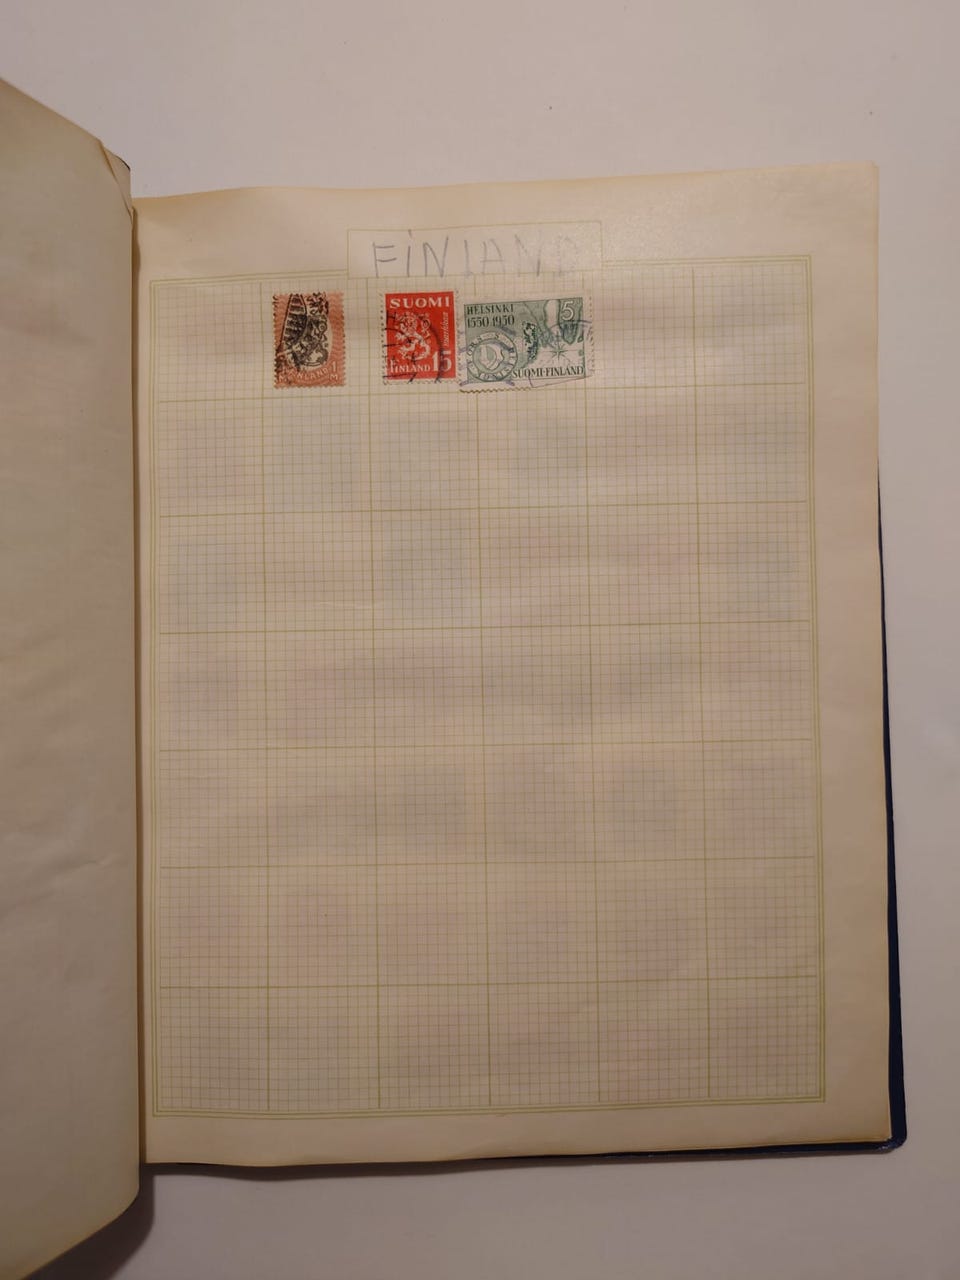 FINLAND
SUOMI
FINLAND 15
HELSINKI
1550 1950
5
SUOMI-FINLAND